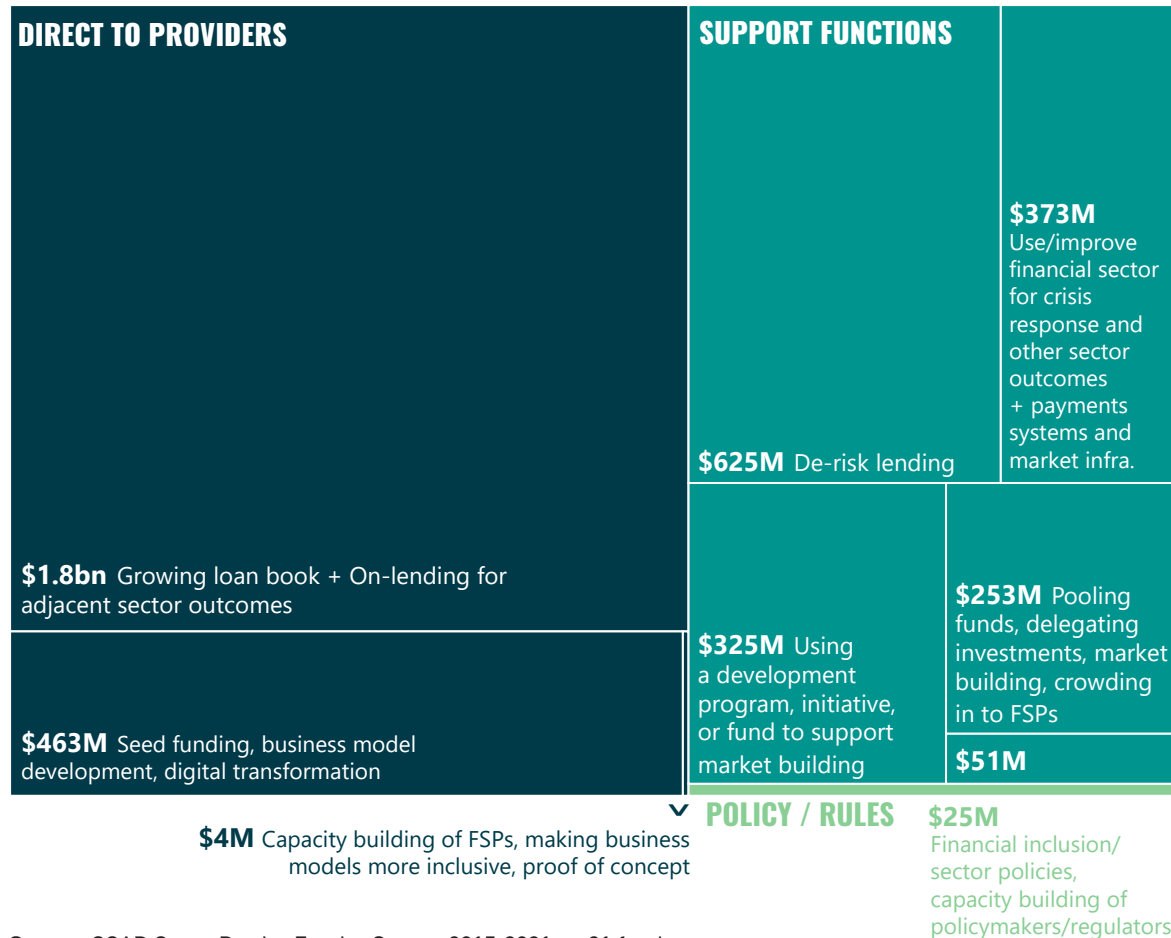 DIRECT TO PROVIDERS
$1.8bn Growing loan book + On-lending for
adjacent sector outcomes
$463M Seed funding, business model
development, digital transformation
$4M Capacity building of FSPs, making business
models more inclusive, proof of concept
SUPPORT FUNCTIONS
$625M De-risk lending
$373M
Use/improve
financial sector
for crisis
response and
other sector
outcomes
+ payments
systems and
market infra.
$325M Using
a development
program, initiative,
or fund to support
market building
$253M Pooling
funds, delegating
investments, market
building, crowding
in to FSPs
$51M
POLICY / RULES
$25M
Financial inclusion/
sector policies,
capacity building of
policymakers/regulators